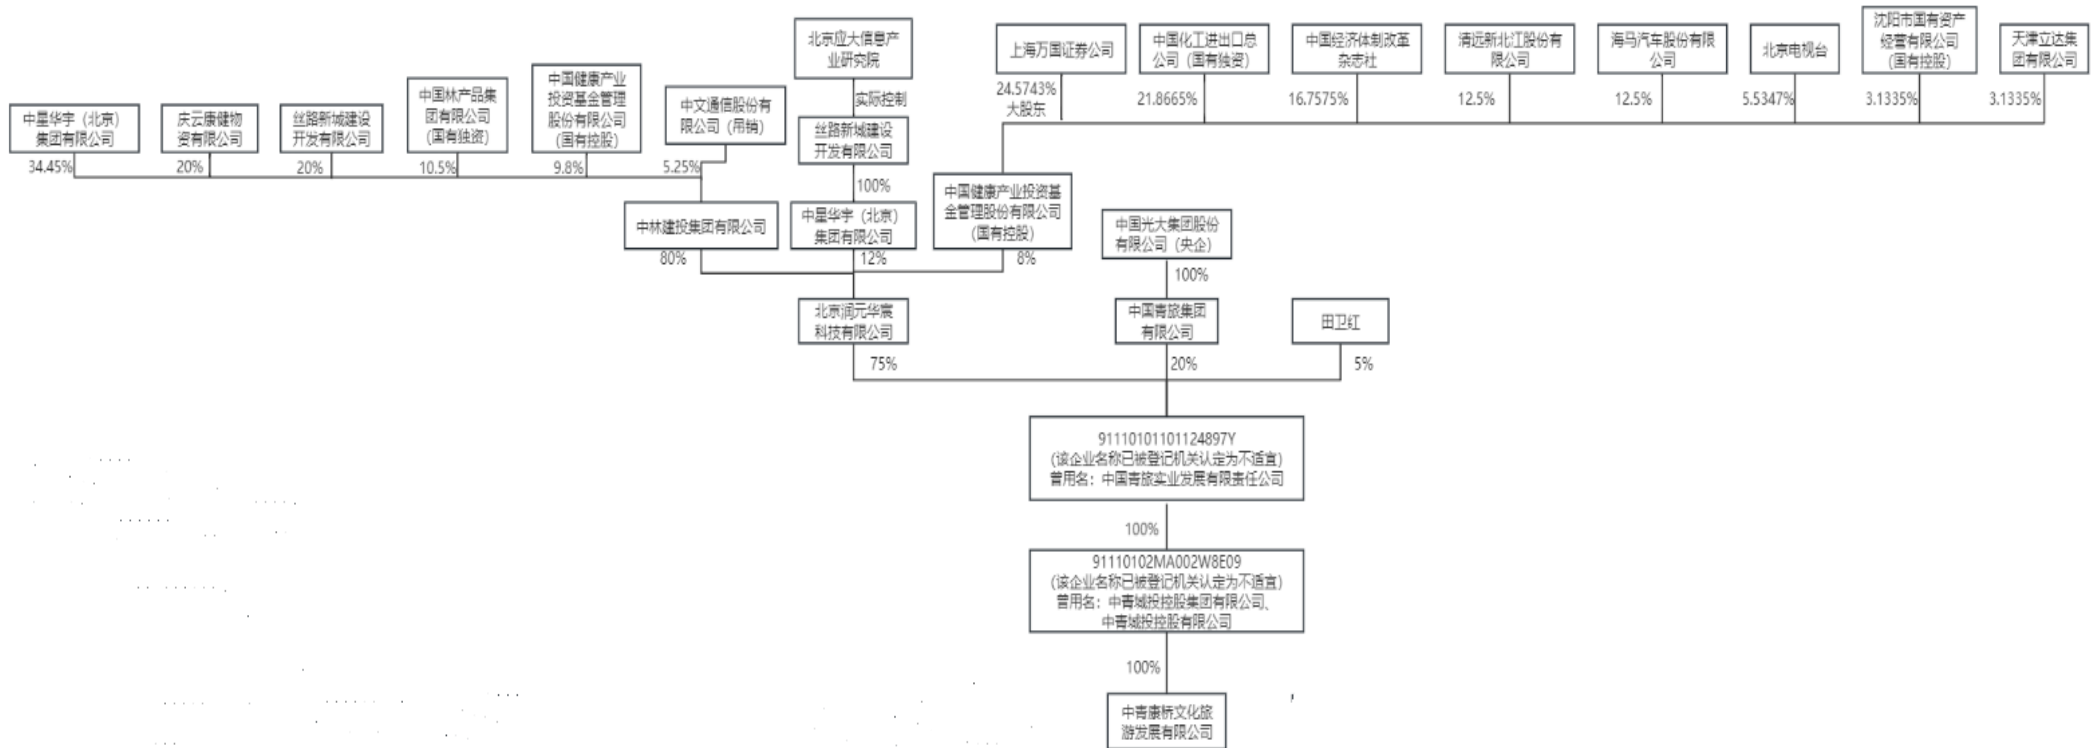 北京应大信息产
业研究院
实际控制
丝路新城建设
开发有限公司
100%
上海万国证券公司
中国化工进出口总
公司（国有独资）
中国经济体制改革
杂志社
清远新北江股份有
限公司
海马汽车股份有限
公司
北京电视台
沈阳市国有资产
经营有限公司
(国有控股)
天津立达集
团有限公司
24.5743%
大股东
21.8665%
16.7575%
12.5%
12.5%
5.5347%
3.1335%
3.1335%
中星华宇（北京）
集团有限公司
庆云康健物
资有限公司
丝路新城建设
开发有限公司
中国林产品集
团有限公司
(国有独资)
中国健康产业
投资基金管理
股份有限公司
(国有控股)
中文通信股份有
限公司（吊销）
34.45%
20%
20%
10.5%
9.8%
5.25%
中林建投集团有限公司
中星华宇（北京）
集团有限公司
中国健康产业投资基
金管理股份有限公司
(国有控股)
80%
12%
8%
中国光大集团股份
有限公司（央企）
100%
北京润元华宸
科技有限公司
中国青旅集团
有限公司
田卫红
75%
20%
5%
91110101101124897Y
(该企业名称已被登记机关认定为不适宜)
曾用名：中国青旅实业发展有限责任公司
100%
91110102MA002W8E09
(该企业名称已被登记机关认定为不适宜)
曾用名：中青城投控股集团有限公司、
中青城投控股有限公司
100%
中青康桥文化旅
游发展有限公司